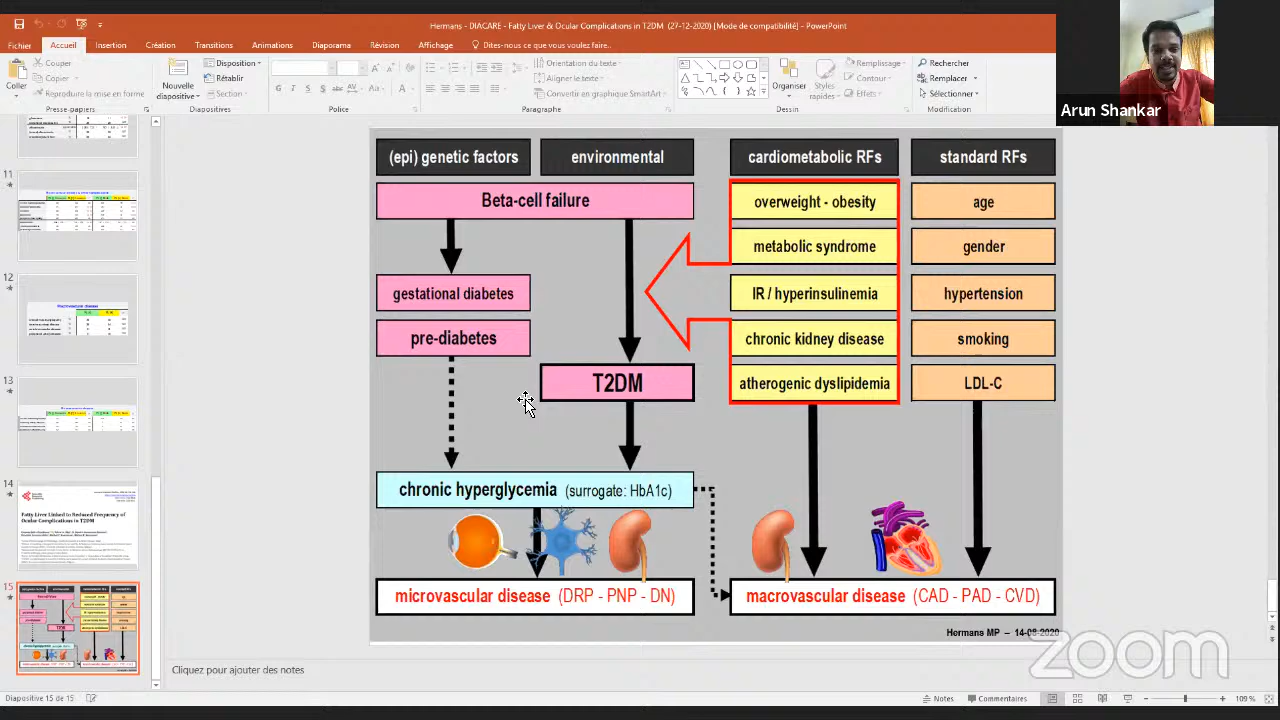 Hermans - DIACARE - Fatty Liver & Ocular Complications in T2DM (27-12-2020) [Mode de compatibilité] - PowerPoint
Fichier Accueil Insertion Création Transitions Animations Diaporama Révision Affichage Dites-nous ce que vous voulez faire..
Coller
Couper
Copier
Reproduire la mise en forme
Presse-papiers
Nouvelle diapositive
Disposition
Rétablir
Section
Diapositives
G I S
Police
Paragraphe
Orientation du texte
Aligner le texte
Convertir en graphique SmartArt
Organiser
Styles rapides
Remplissage
Contour
Effets
Dessin
Rechercher
Remplacer
Sélectionner
Modification
Arun Shankar
11
12
13
14
Fatty Liver Linked to Reduced Frequency of
Ocular Complications in T2DM
15
(epi) genetic factors environmental cardiometabolic RFs standard RFs
Beta-cell failure overweight - obesity age
metabolic syndrome gender
gestational diabetes IR / hyperinsulinemia hypertension
pre-diabetes chronic kidney disease smoking
T2DM atherogenic dyslipidemia LDL-C
chronic hyperglycemia (surrogate: HbA1c)
microvascular disease (DRP - PNP - DN) macrovascular disease (CAD - PAD - CVD)
Hermans MP – 14-08-2020
zoom
Cliquez pour ajouter des notes
Diapositive 15 de 15 Notes Commentaires 109 %